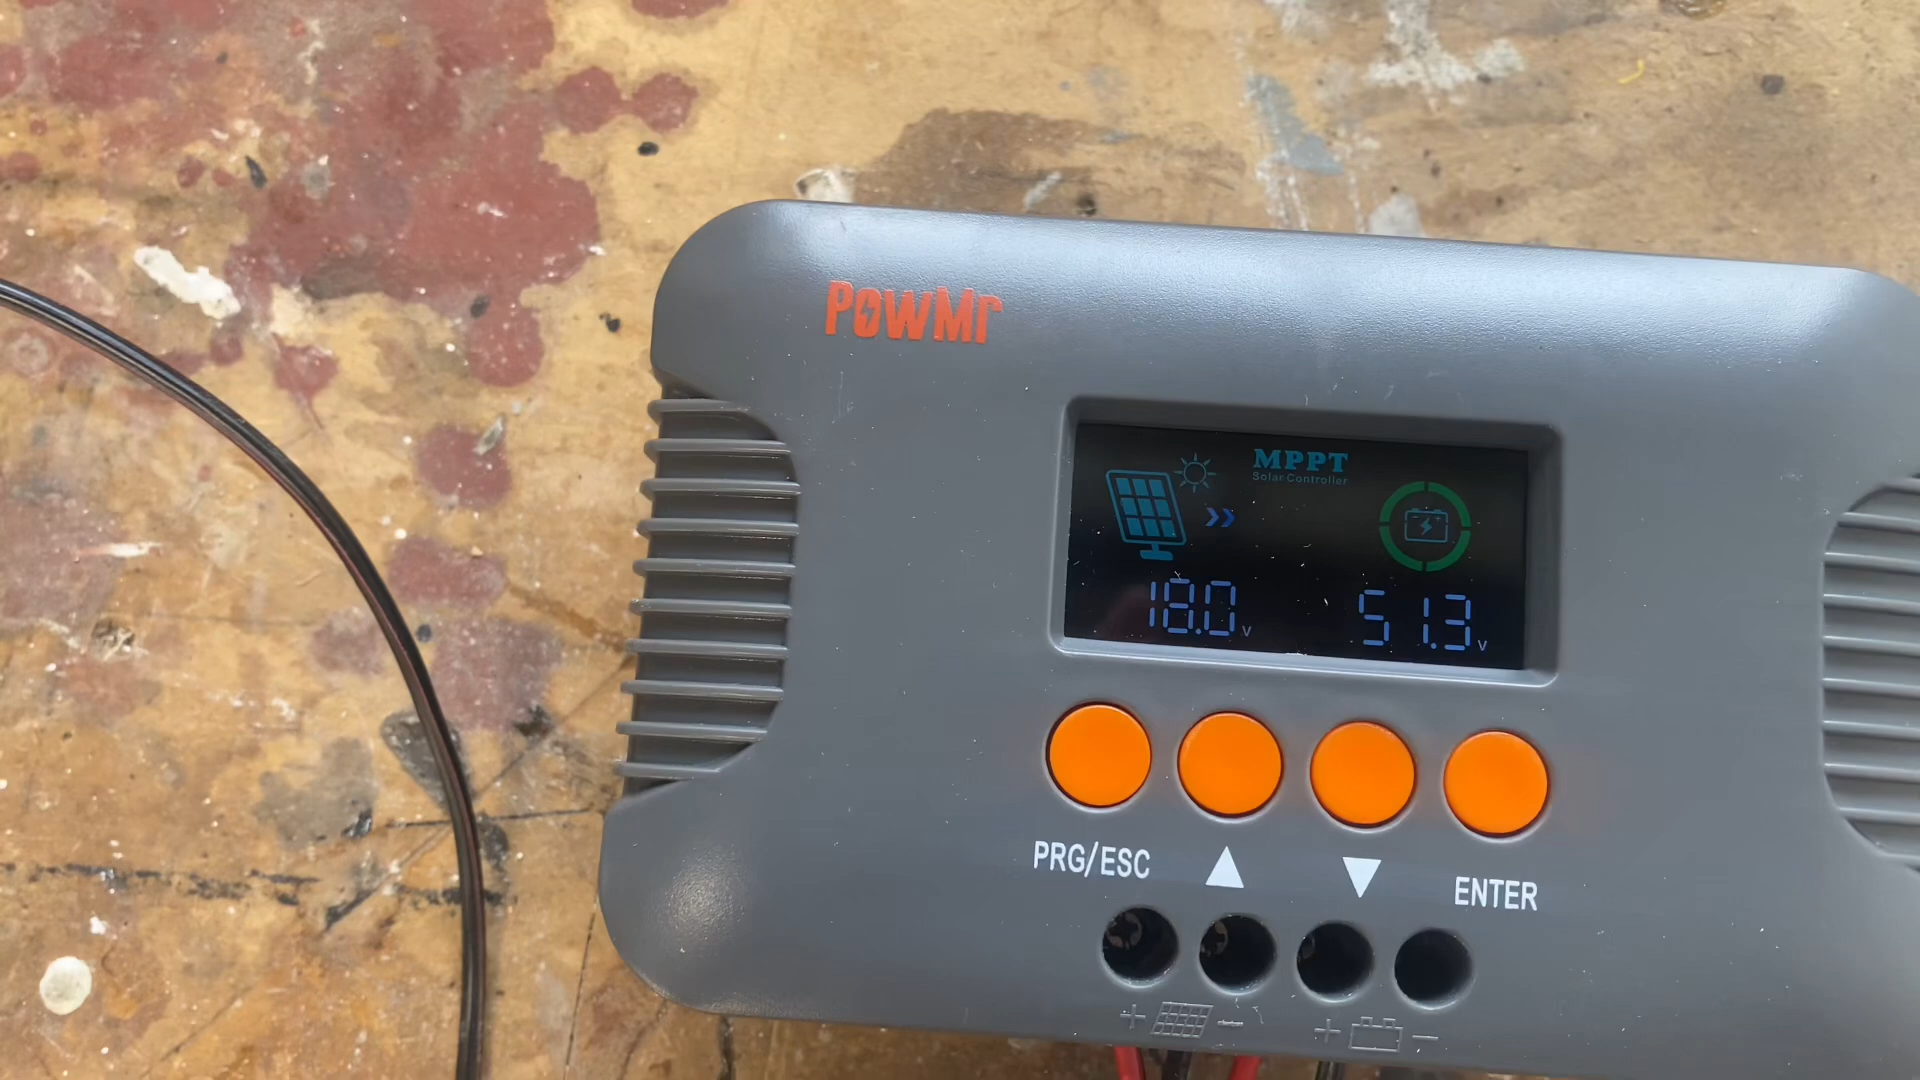 PowMr
MPPT
Solar Controller
18.0 V
51.3 V
PRG/ESC ▲ ▼ ENTER
+ - + -